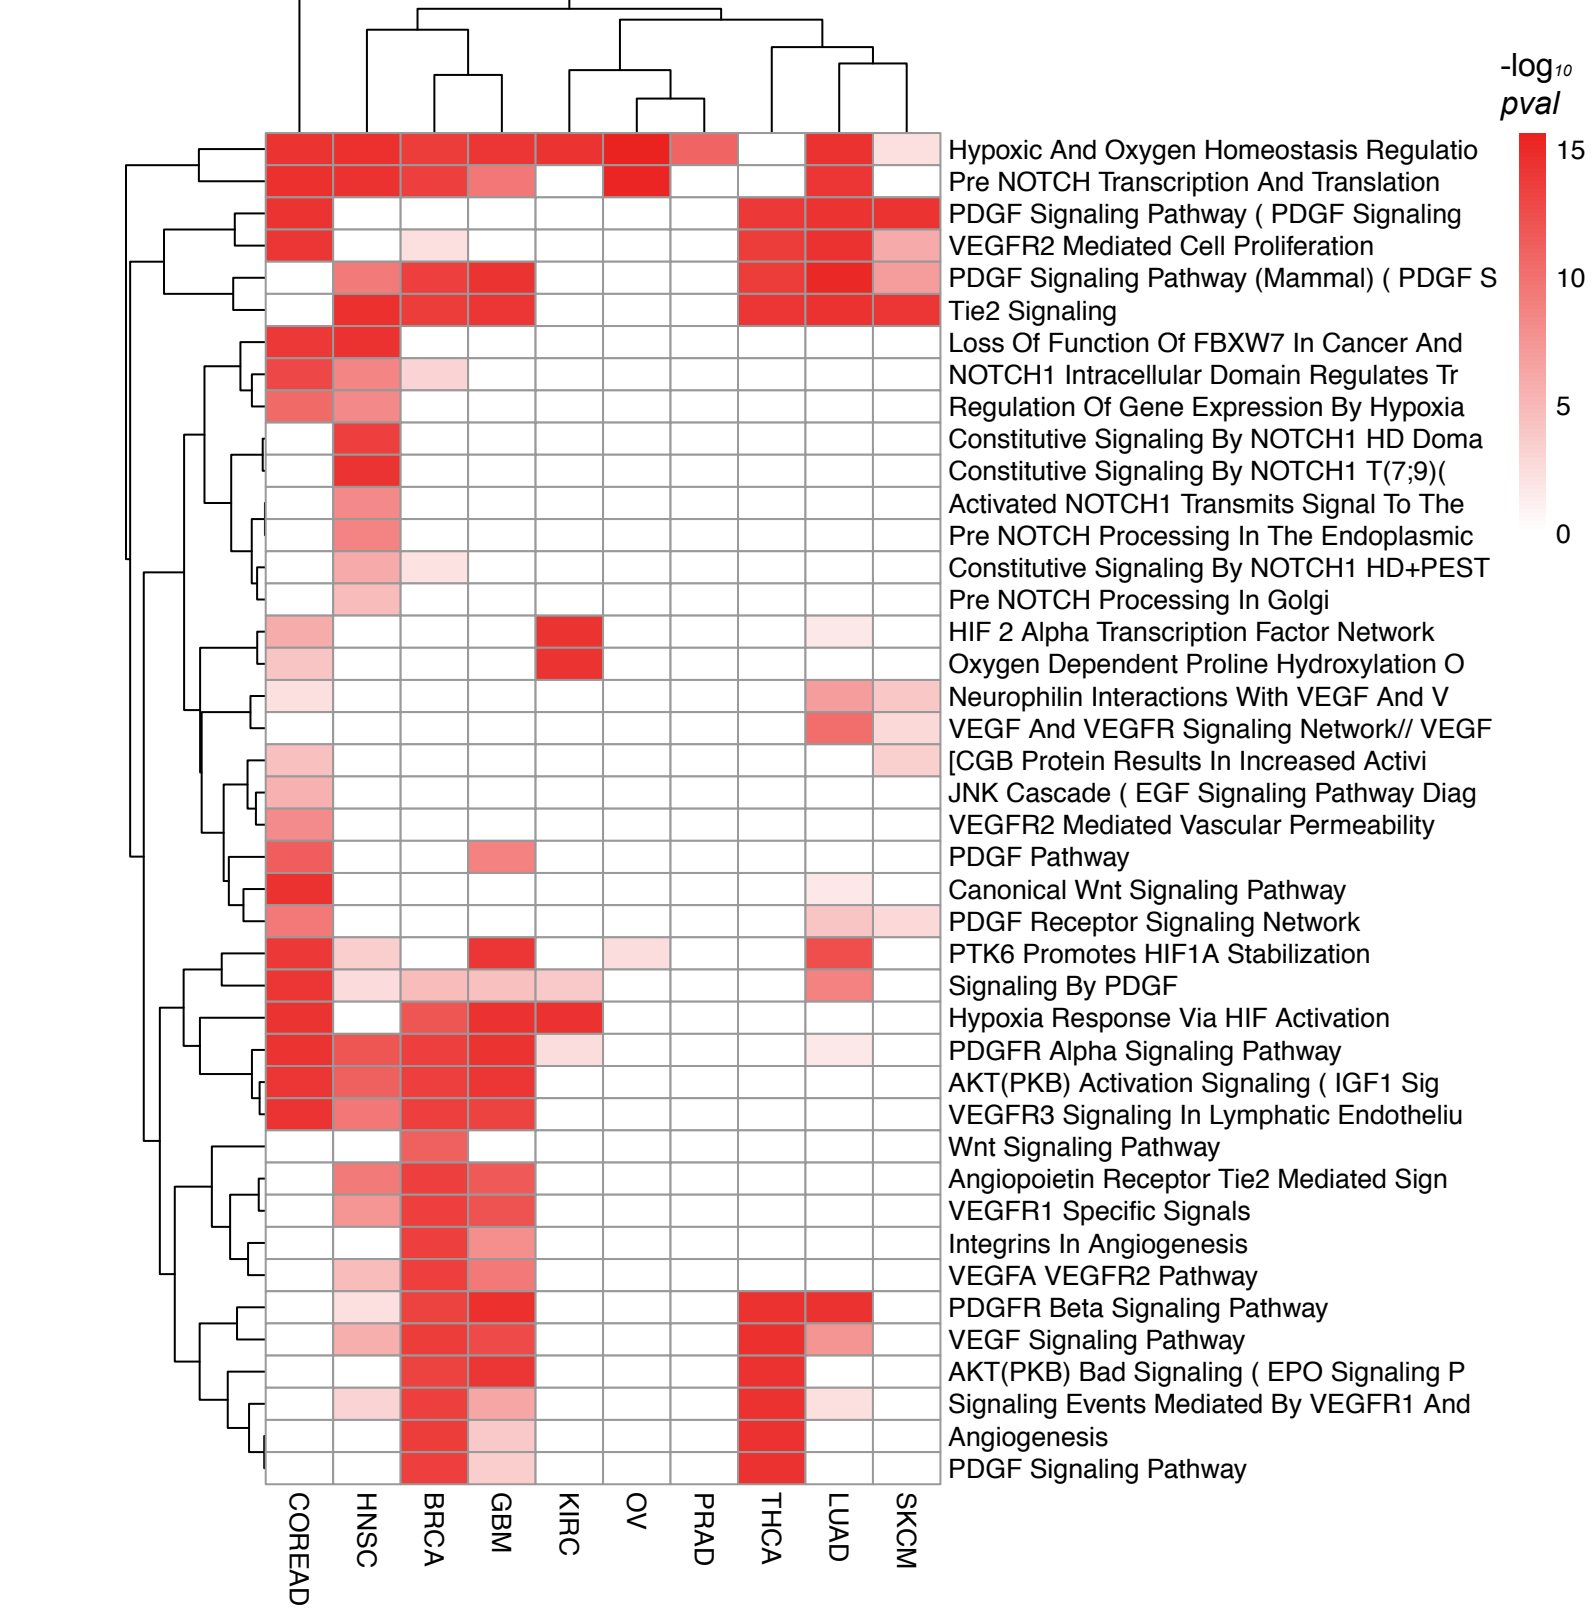 -log10
pval
15
10
5
0
Hypoxic And Oxygen Homeostasis Regulatio
Pre NOTCH Transcription And Translation
PDGF Signaling Pathway ( PDGF Signaling
VEGFR2 Mediated Cell Proliferation
PDGF Signaling Pathway (Mammal) ( PDGF S
Tie2 Signaling
Loss Of Function Of FBXW7 In Cancer And
NOTCH1 Intracellular Domain Regulates Tr
Regulation Of Gene Expression By Hypoxia
Constitutive Signaling By NOTCH1 HD Doma
Constitutive Signaling By NOTCH1 T(7;9)(
Activated NOTCH1 Transmits Signal To The
Pre NOTCH Processing In The Endoplasmic
Constitutive Signaling By NOTCH1 HD+PEST
Pre NOTCH Processing In Golgi
HIF 2 Alpha Transcription Factor Network
Oxygen Dependent Proline Hydroxylation O
Neurophilin Interactions With VEGF And V
VEGF And VEGFR Signaling Network// VEGF
[CGB Protein Results In Increased Activi
JNK Cascade ( EGF Signaling Pathway Diag
VEGFR2 Mediated Vascular Permeability
PDGF Pathway
Canonical Wnt Signaling Pathway
PDGF Receptor Signaling Network
PTK6 Promotes HIF1A Stabilization
Signaling By PDGF
Hypoxia Response Via HIF Activation
PDGFR Alpha Signaling Pathway
AKT(PKB) Activation Signaling ( IGF1 Sig
VEGFR3 Signaling In Lymphatic Endotheliu
Wnt Signaling Pathway
Angiopoietin Receptor Tie2 Mediated Sign
VEGFR1 Specific Signals
Integrins In Angiogenesis
VEGFA VEGFR2 Pathway
PDGFR Beta Signaling Pathway
VEGF Signaling Pathway
AKT(PKB) Bad Signaling ( EPO Signaling P
Signaling Events Mediated By VEGFR1 And
Angiogenesis
PDGF Signaling Pathway
COREAD
HNSC
BRCA
GBM
KIRC
OV
PRAD
THCA
LUAD
SKCM